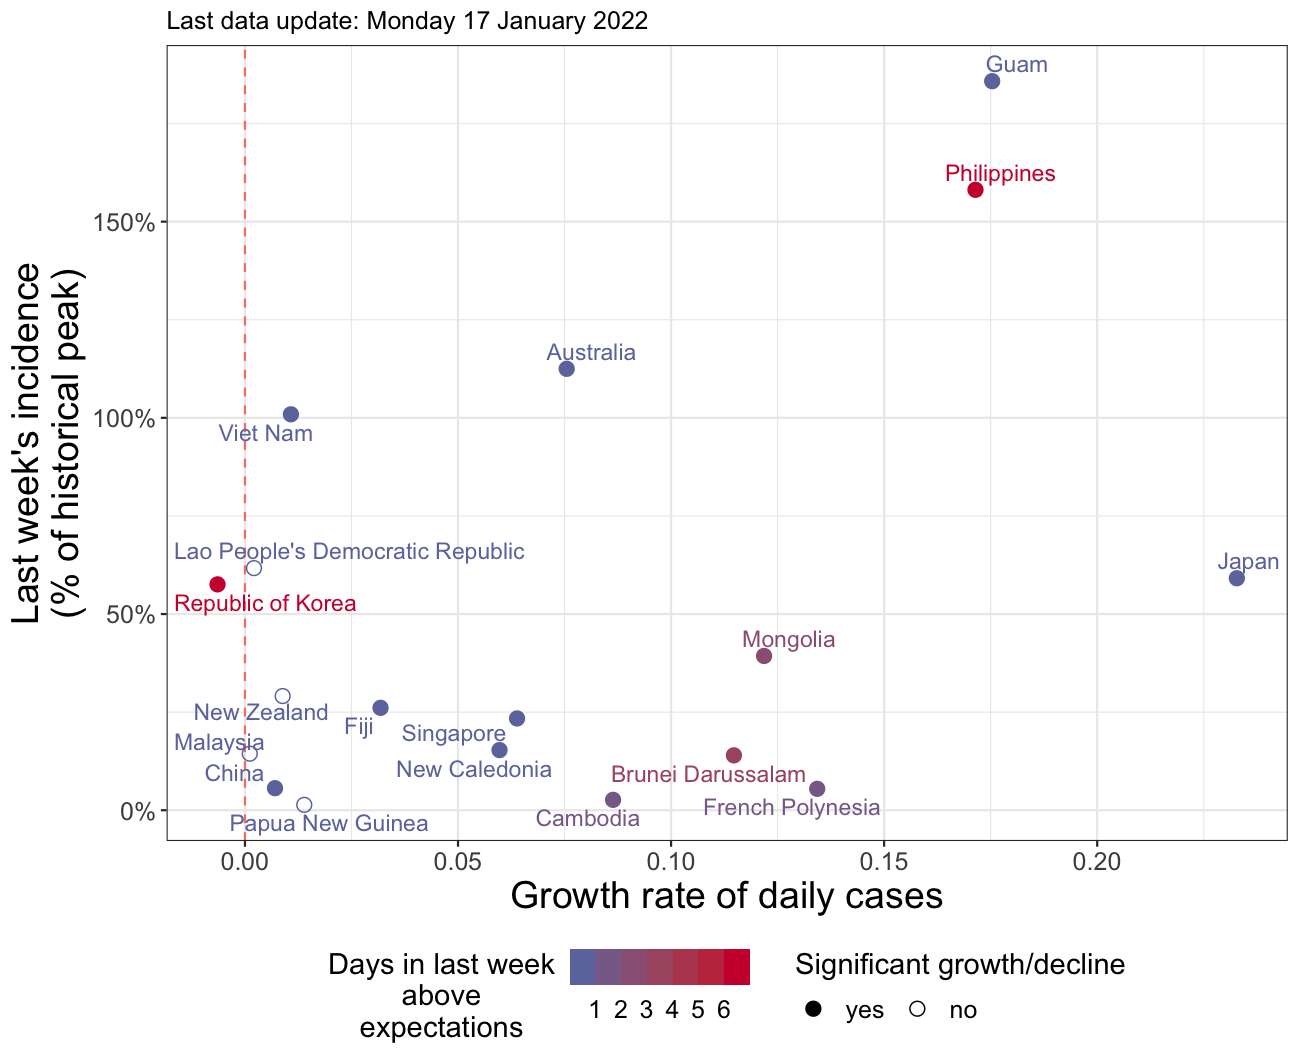 Last data update: Monday 17 January 2022
Guam
Philippines
150%
Australia
100%
Viet Nam
Lao People's Democratic Republic
Japan
Republic of Korea
50%
Mongolia
New Zealand
Fiji
Singapore
Malaysia
New Caledonia
China
Brunei Darussalam
French Polynesia
0%
Cambodia
Papua New Guinea
Last week's incidence
(% of historical peak)
0.00 0.05 0.10 0.15 0.20
Growth rate of daily cases
Days in last week
above
expectations
1 2 3 4 5 6
Significant growth/decline
yes no